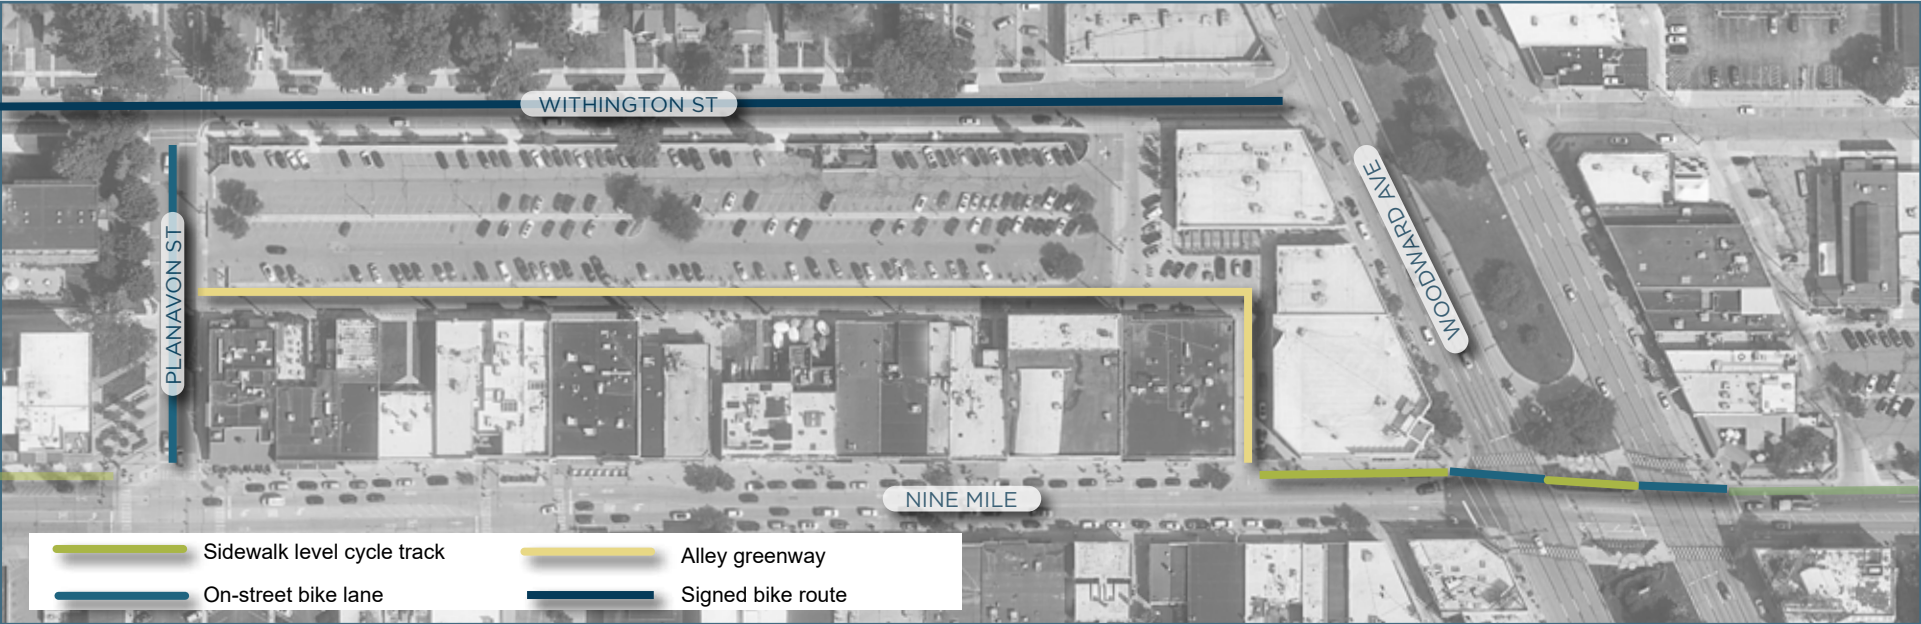 WITHINGTON ST
PLANAVON ST
WOODWARD AVE
NINE MILE
Sidewalk level cycle track
Alley greenway
On-street bike lane
Signed bike route